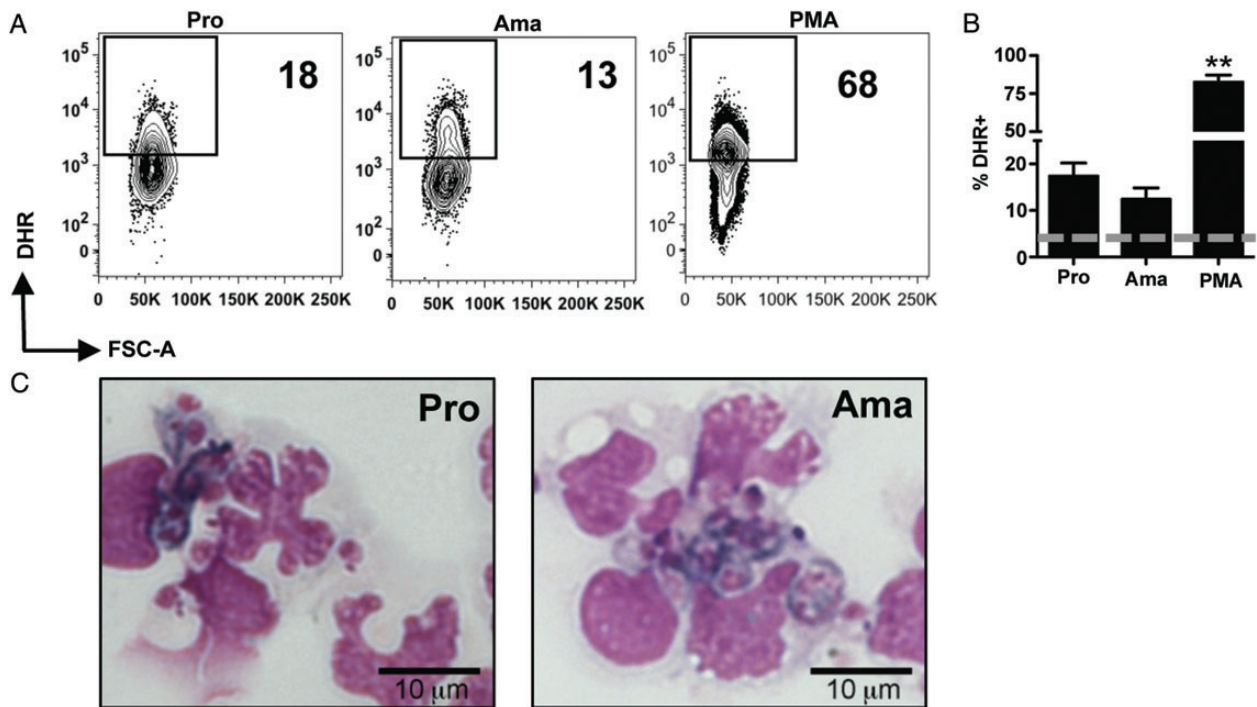 A
Pro
Ama
PMA
B
18
13
68
10⁵
10⁴
10³
10²
0
10⁵
10⁴
10³
10²
0
10⁵
10⁴
10³
10²
0
0 50K 100K 150K 200K 250K
0 50K 100K 150K 200K 250K
0 50K 100K 150K 200K 250K
DHR
FSC-A
% DHR+
100
75
50
20
10
0
**
Pro Ama PMA
C
Pro
Ama
10 µm
10 µm